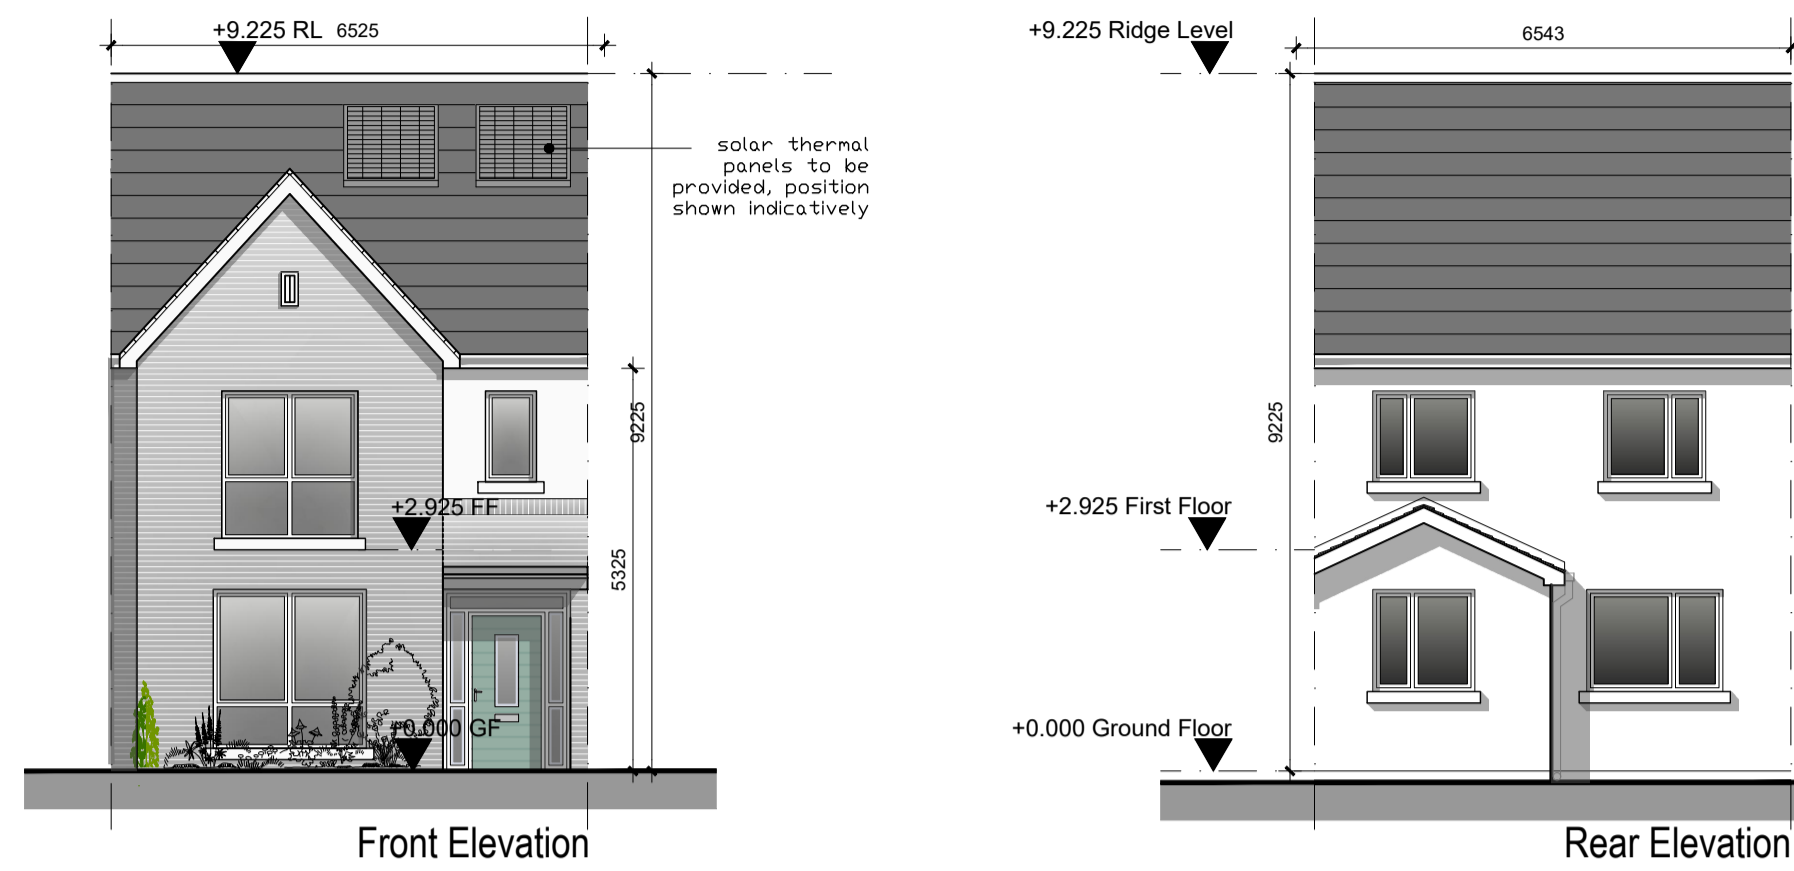 +9.225 RL
6525
solar thermal
panels to be
provided, position
shown indicatively
9225
+2.925 FF
5325
+0.000 GF
Front Elevation
+9.225 Ridge Level
6543
9225
+2.925 First Floor
+0.000 Ground Floor
Rear Elevation